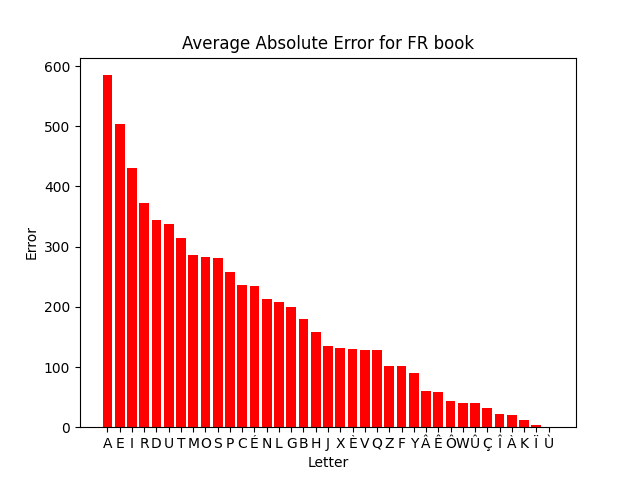 Average Absolute Error for FR book
600
500
400
300
200
100
0
Error
A E I R D U T M O S P C É N L G B H J X È V Q Z F Y Â Ê Ô W Û Ç Î À K Ï Ù
Letter